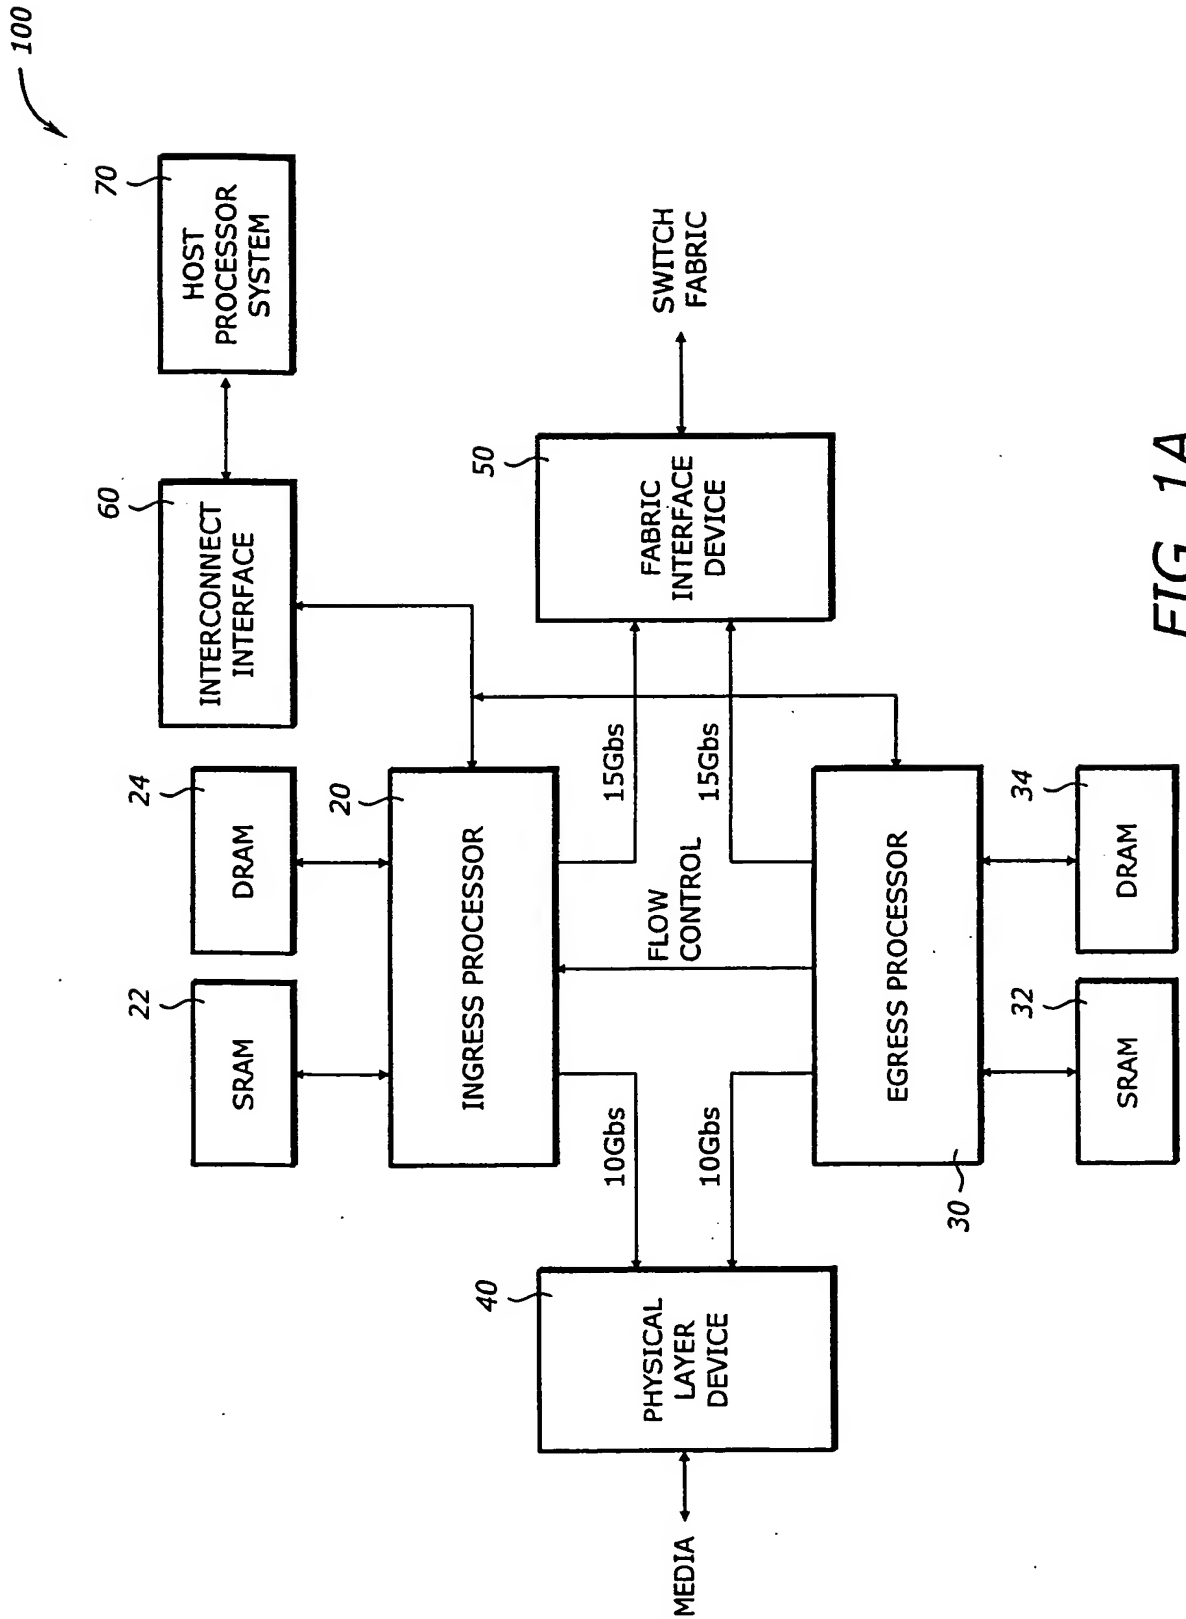 100
70
HOST
PROCESSOR
SYSTEM
60
INTERCONNECT
INTERFACE
24
DRAM
22
SRAM
20
INGRESS PROCESSOR
50
FABRIC
INTERFACE
DEVICE
SWITCH
FABRIC
15Gbs
15Gbs
FLOW
CONTROL
10Gbs
10Gbs
40
PHYSICAL
LAYER
DEVICE
MEDIA
EGRESS PROCESSOR
30
34
DRAM
32
SRAM
FIG. 1A